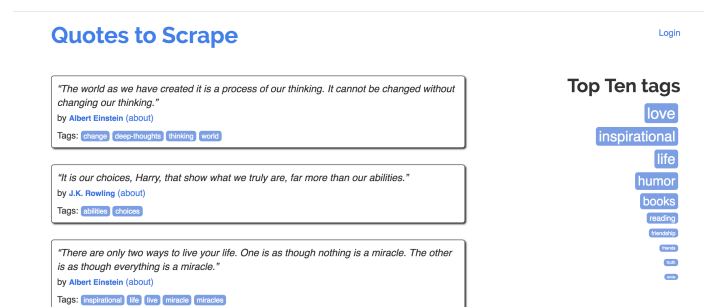 Quotes to Scrape
Login
“The world as we have created it is a process of our thinking. It cannot be changed without
changing our thinking.”
by Albert Einstein (about)
Tags: change deep-thoughts thinking world
“It is our choices, Harry, that show what we truly are, far more than our abilities.”
by J.K. Rowling (about)
Tags: abilities choices
“There are only two ways to live your life. One is as though nothing is a miracle. The other
is as though everything is a miracle.”
by Albert Einstein (about)
Tags: inspirational life live miracle miracles
Top Ten tags
love
inspirational
life
humor
books
reading
friendship
friends
truth